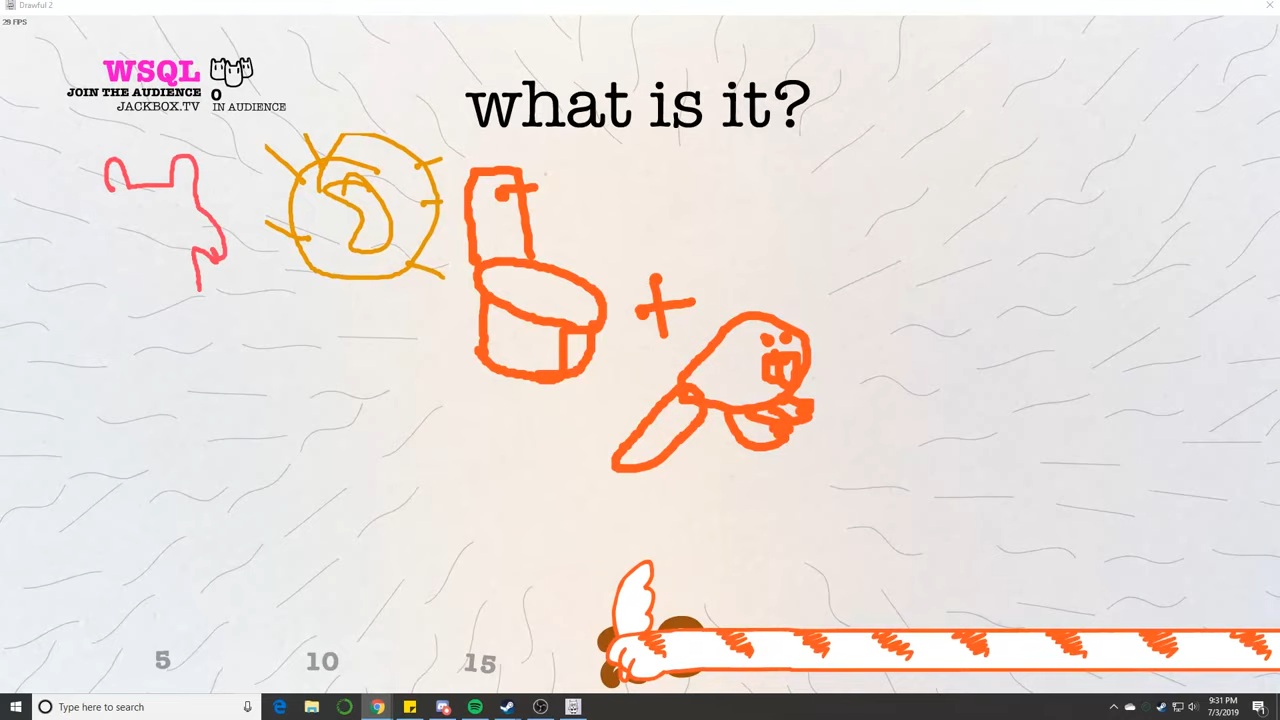 Drawful 2
29 FPS
WSQL
JOIN THE AUDIENCE
JACKBOX.TV
0
IN AUDIENCE
what is it?
5 10 15
Type here to search
9:31 PM
7/3/2019